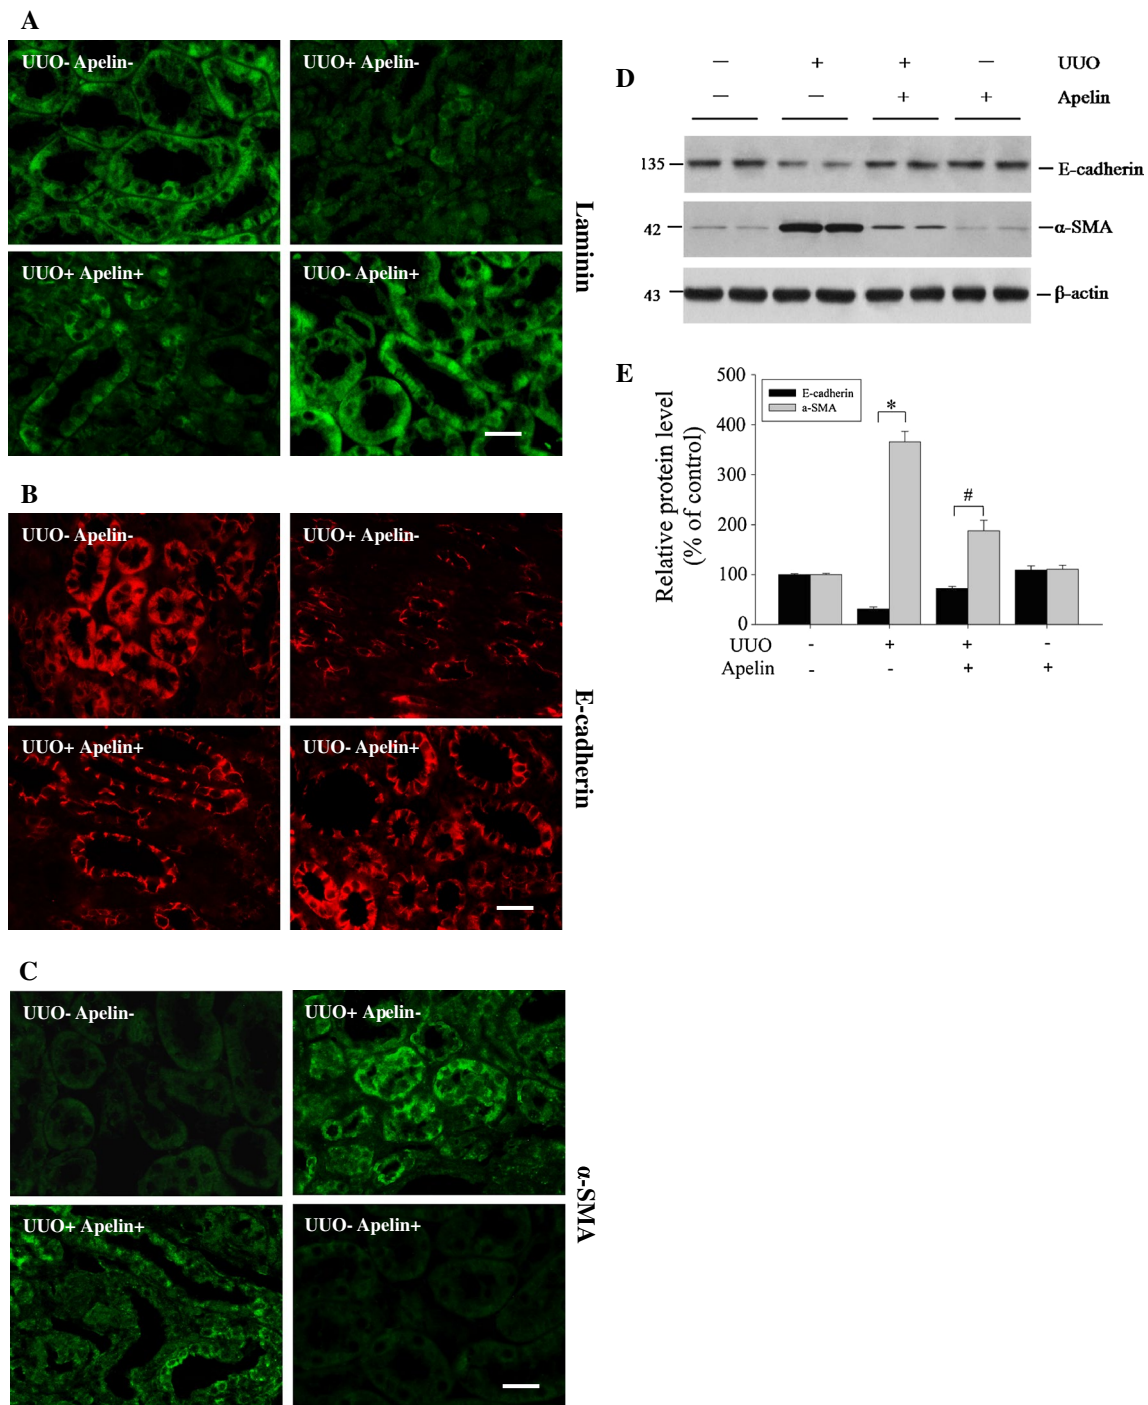 A
UUO- Apelin-
UUO+ Apelin-
UUO+ Apelin+
UUO- Apelin+
Laminin
B
UUO- Apelin-
UUO+ Apelin-
UUO+ Apelin+
UUO- Apelin+
E-cadherin
C
UUO- Apelin-
UUO+ Apelin-
UUO+ Apelin+
UUO- Apelin+
α-SMA
D
— + + — UUO
— — + + Apelin
135 — — E-cadherin
42 — — α-SMA
43 — — β-actin
E
Relative protein level
(% of control)
500
400
300
200
100
0
E-cadherin
a-SMA
*
#
UUO - + + -
Apelin - - + +